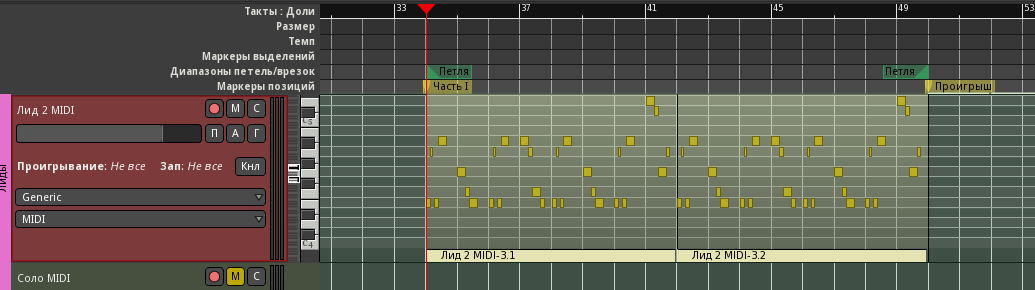 Такты : Доли 33 37 41 45 49 53
Размер
Темп
Маркеры выделений
Диапазоны петель/врезок Петля Петля
Маркеры позиций Часть I Проигрыш
Лиды
Лид 2 MIDI M С
C5
П А Г
Проигрывание: Не все Зап: Не все Кнл
Generic
MIDI
C4
Лид 2 MIDI-3.1 Лид 2 MIDI-3.2
Соло MIDI M С